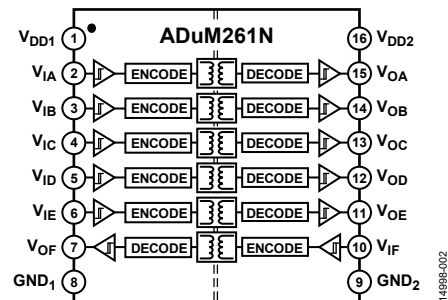 ADuM261N
VDD1 1 16 VDD2
VIA 2 ENCODE DECODE 15 VOA
VIB 3 ENCODE DECODE 14 VOB
VIC 4 ENCODE DECODE 13 VOC
VID 5 ENCODE DECODE 12 VOD
VIE 6 ENCODE DECODE 11 VOE
VOF 7 DECODE ENCODE 10 VIF
GND1 8 9 GND2
14998-002